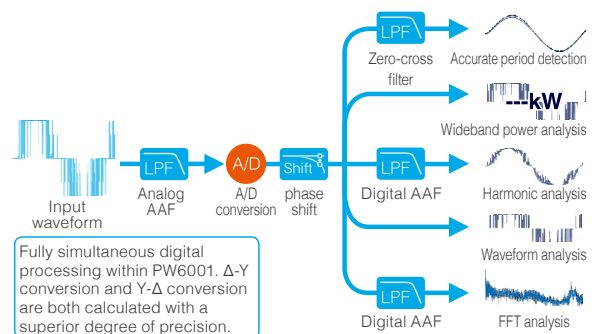 LPF
Zero-cross
filter
Accurate period detection
---kW
Wideband power analysis
Input
waveform
LPF
Analog
AAF
A/D
A/D
conversion
Shift
phase
shift
LPF
Digital AAF
Harmonic analysis
Waveform analysis
LPF
Digital AAF
FFT analysis
Fully simultaneous digital
processing within PW6001. Δ-Y
conversion and Y-Δ conversion
are both calculated with a
superior degree of precision.